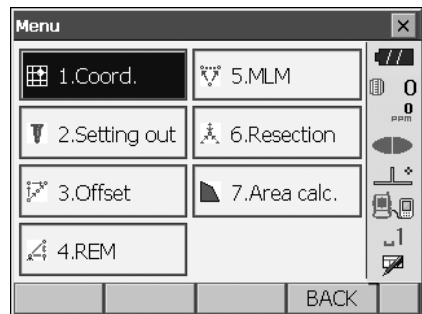 Menu
1.Coord.
5.MLM
0
0
ppm
2.Setting out
6.Resection
3.Offset
7.Area calc.
4.REM
1
BACK